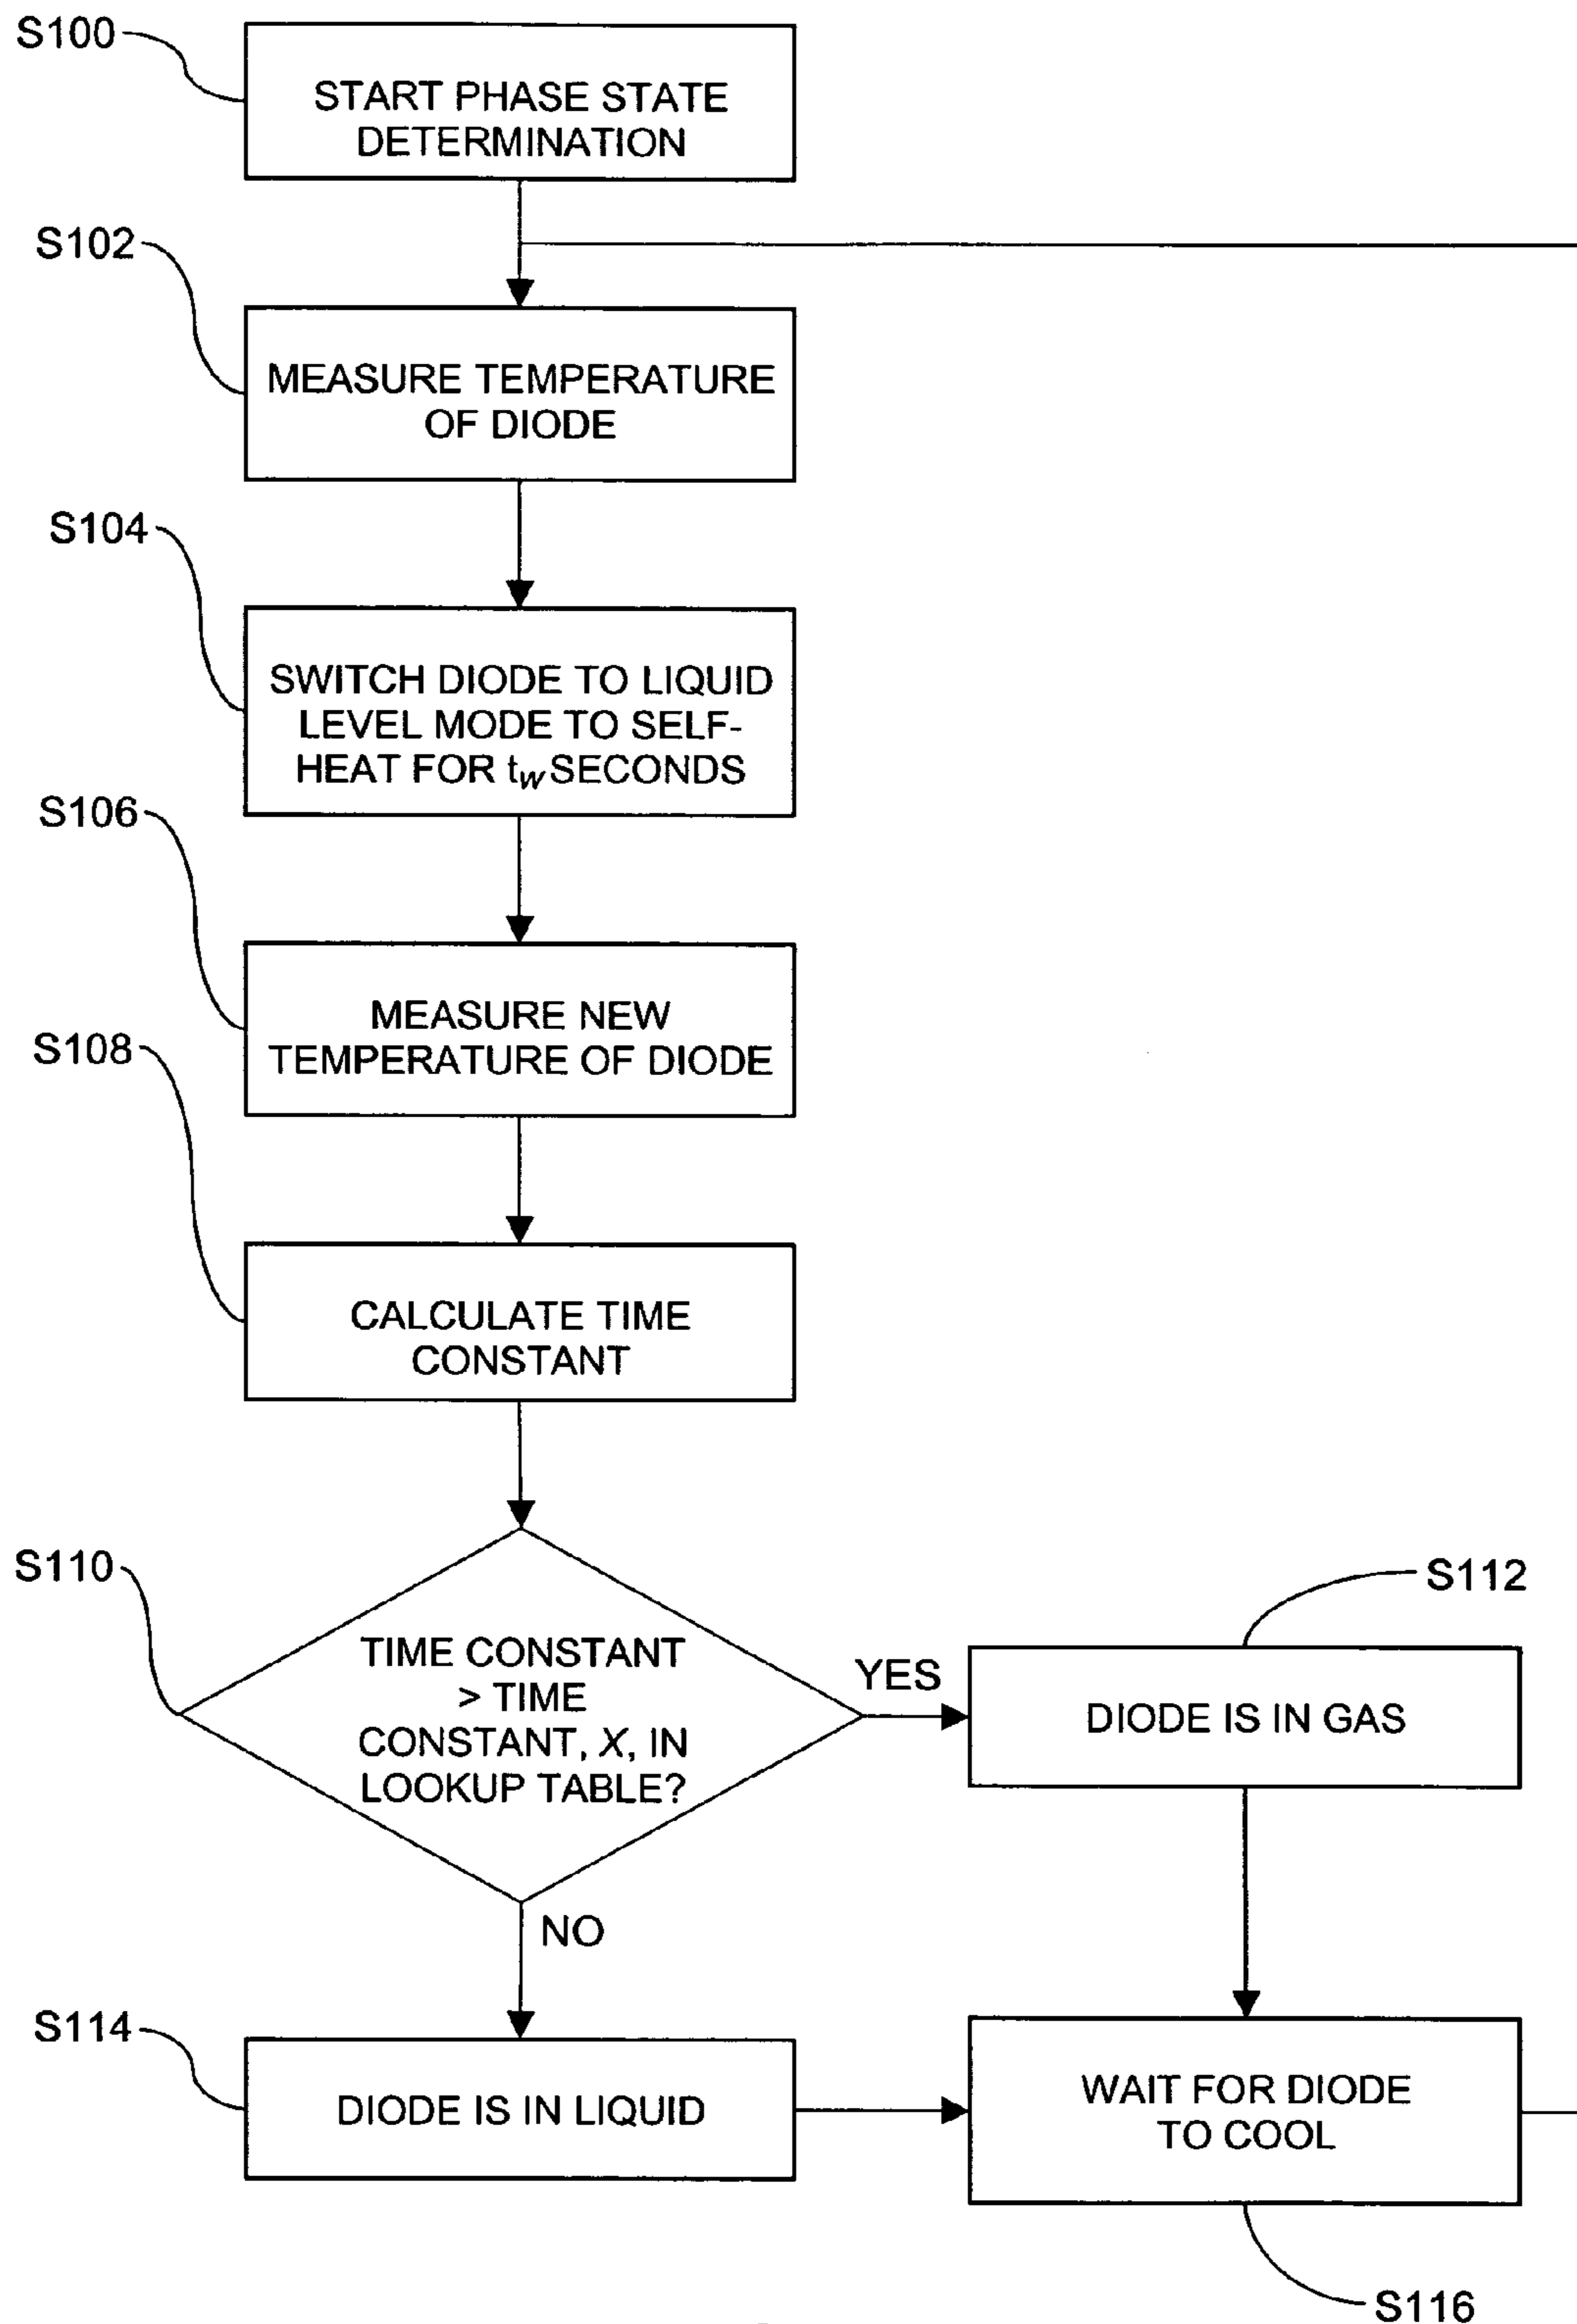 S100
START PHASE STATE
DETERMINATION
S102
MEASURE TEMPERATURE
OF DIODE
S104
SWITCH DIODE TO LIQUID
LEVEL MODE TO SELF-
HEAT FOR tW SECONDS
S106
MEASURE NEW
TEMPERATURE OF DIODE
S108
CALCULATE TIME
CONSTANT
S110
TIME CONSTANT
> TIME
CONSTANT, X, IN
LOOKUP TABLE?
YES
S112
DIODE IS IN GAS
NO
S114
DIODE IS IN LIQUID
WAIT FOR DIODE
TO COOL
S116